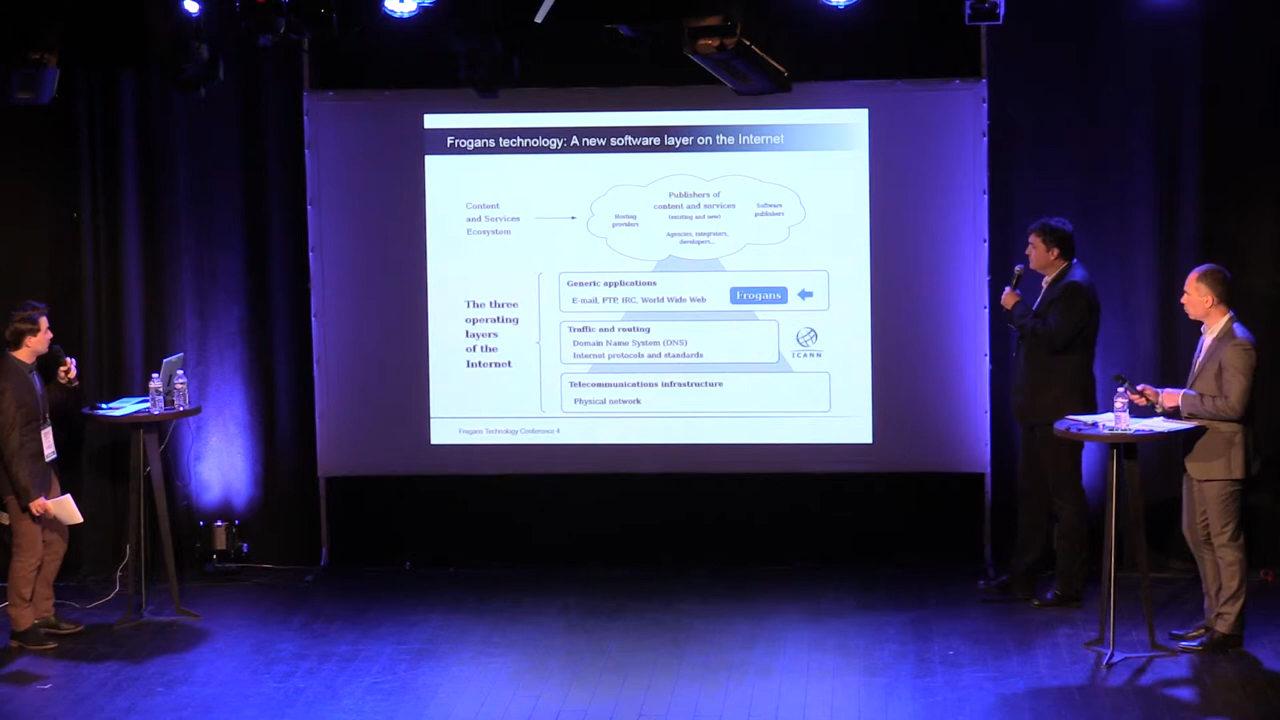 Frogans technology: A new software layer on the Internet
Content
and Services
Ecosystem
Publishers of
content and services
(existing and new)
Hosting
providers
Software
publishers
Agencies, integrators,
developers...
The three
operating
layers
of the Internet
Generic applications
E-mail, FTP, IRC, World Wide Web
Frogans
Traffic and routing
Domain Name System (DNS)
Internet protocols and standards
ICANN
Telecommunications infrastructure
Physical network
Frogans Technology Conference 4